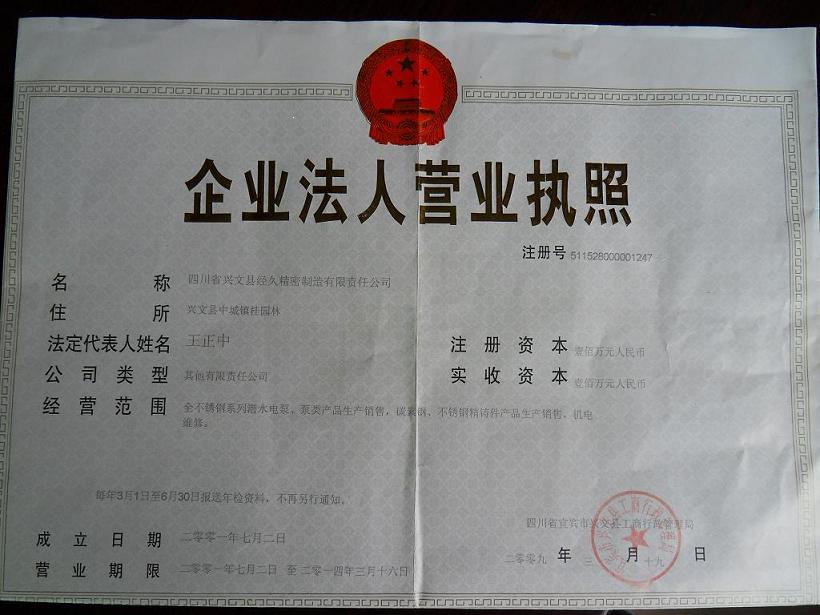 企业法人营业执照
注册号 511528000001247
名称 四川省兴文县经久精密制造有限责任公司
住所 兴文县中城镇桂园林
法定代表人姓名 王正中
注册资本 壹佰万元人民币
公司类型 其他有限责任公司
实收资本 壹佰万元人民币
经营范围 全不锈钢系列潜水电泵、泵类产品生产销售，碳素钢、不锈钢精铸件产品生产销售、机电
维修。
每年3月1日至6月30日报送年检资料，不再另行通知。
四川省宜宾市兴文县工商行政管理局
成立日期 二零零一年七月二日
二零零九 年 三 月 十九 日
营业期限 二零零一年七月二日 至 二零一四年三月十六日